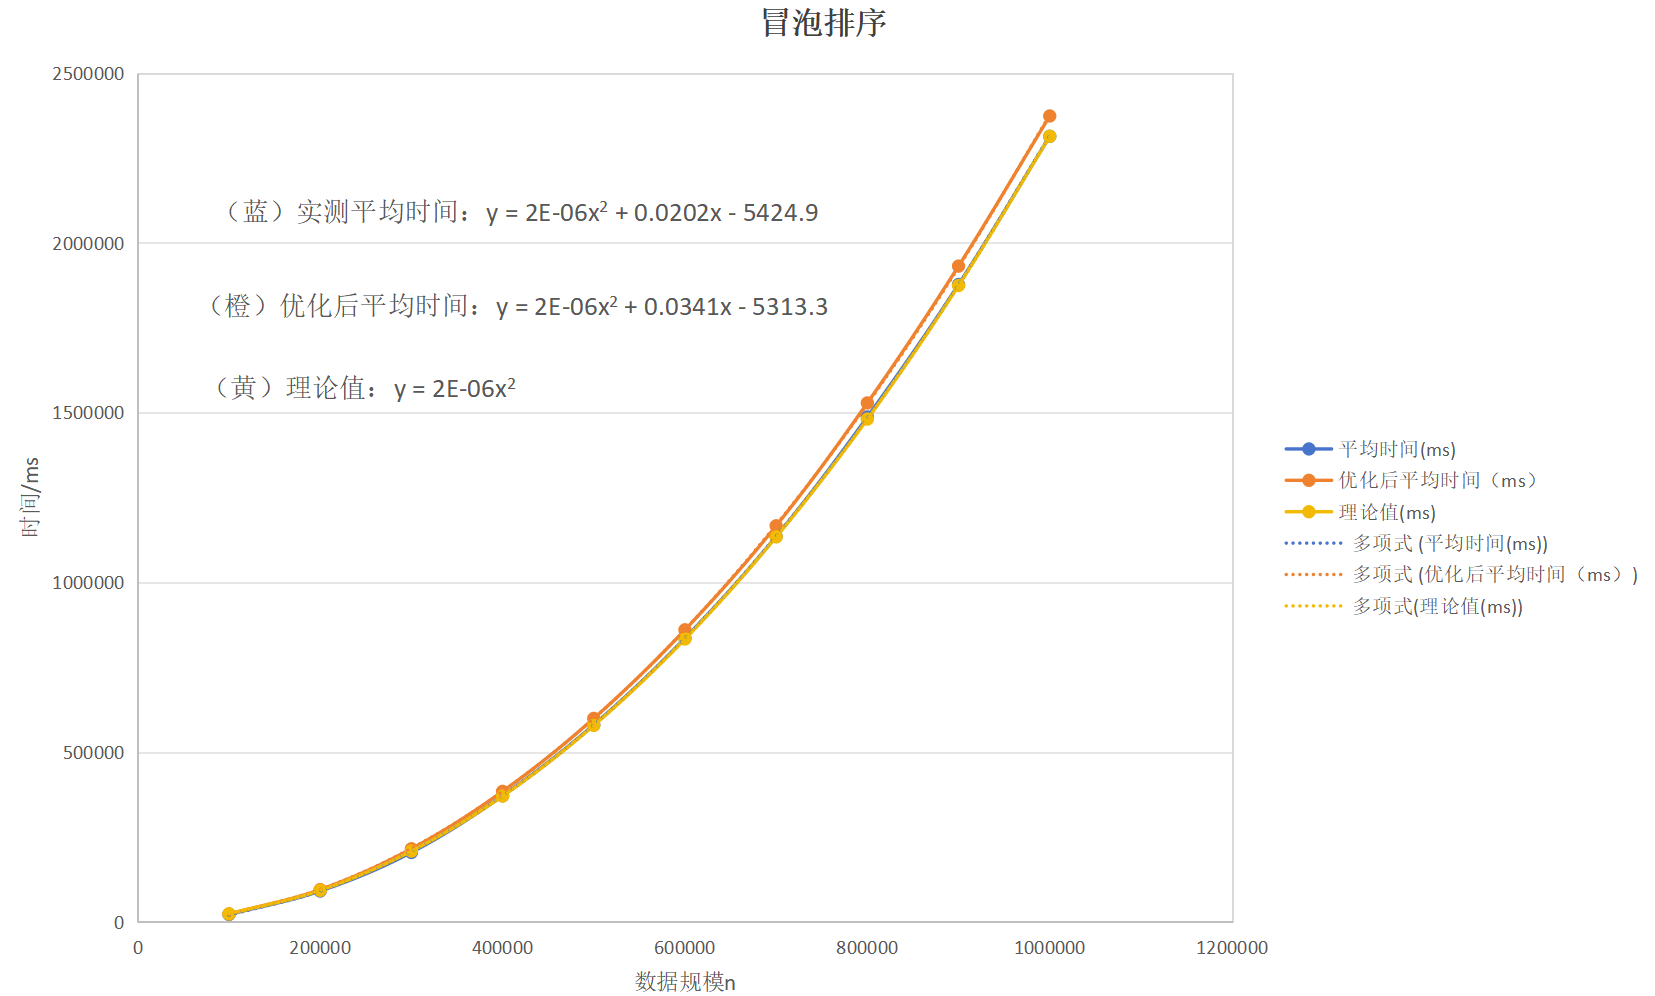 冒泡排序
2500000
2000000
1500000
1000000
500000
0
时间/ms
（蓝）实测平均时间：y = 2E-06x² + 0.0202x - 5424.9
（橙）优化后平均时间：y = 2E-06x² + 0.0341x - 5313.3
（黄）理论值：y = 2E-06x²
0 200000 400000 600000 800000 1000000 1200000
数据规模n
平均时间(ms)
优化后平均时间（ms）
理论值(ms)
多项式 (平均时间(ms))
多项式 (优化后平均时间（ms）)
多项式(理论值(ms))